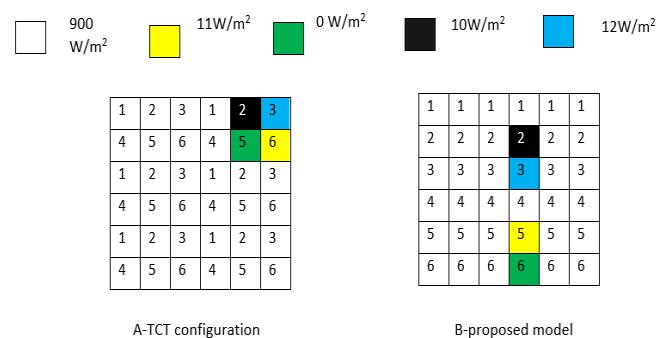 900 W/m² 11W/m² 0 W/m² 10W/m² 12W/m²
1 2 3 1 2 3
4 5 6 4 5 6
1 2 3 1 2 3
4 5 6 4 5 6
1 2 3 1 2 3
4 5 6 4 5 6
A-TCT configuration
1 1 1 1 1 1
2 2 2 2 2 2
3 3 3 3 3 3
4 4 4 4 4 4
5 5 5 5 5 5
6 6 6 6 6 6
B-proposed model